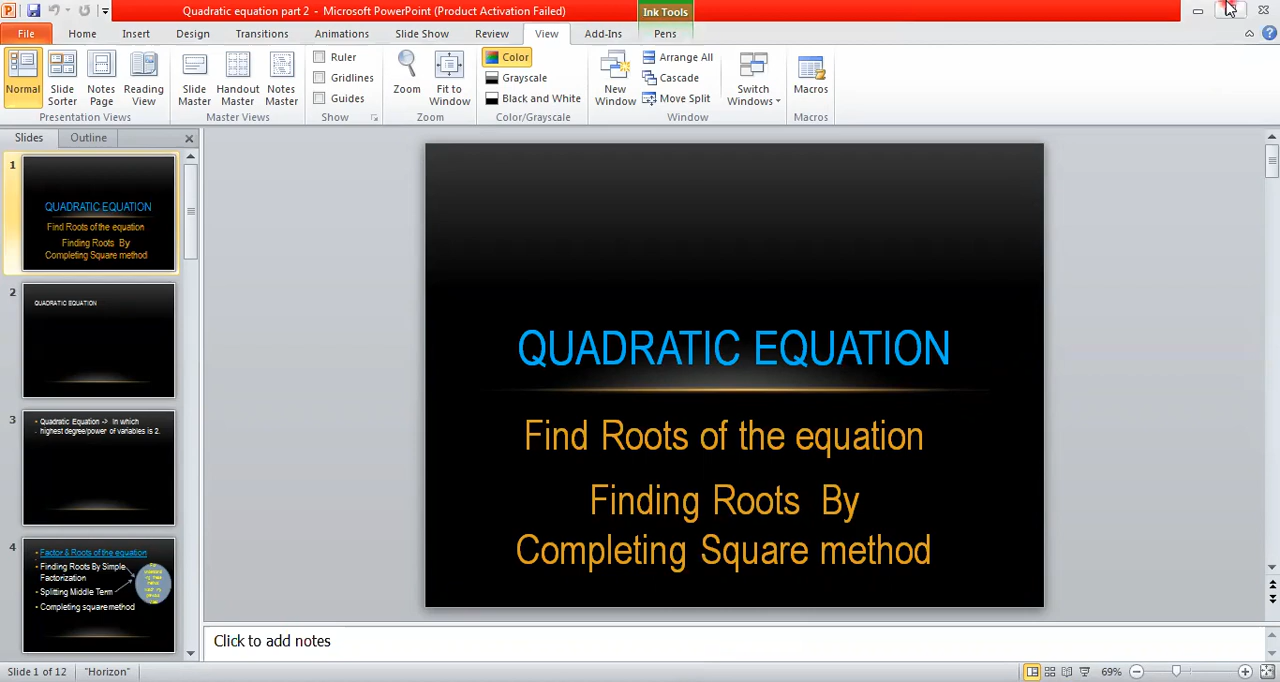 Quadratic equation part 2 - Microsoft PowerPoint (Product Activation Failed)
Ink Tools
File Home Insert Design Transitions Animations Slide Show Review View Add-Ins Pens
Normal
Slide Sorter
Notes Page
Reading View
Presentation Views
Slide Master
Handout Master
Notes Master
Master Views
Ruler
Gridlines
Guides
Show
Zoom
Fit to Window
Zoom
Color
Grayscale
Black and White
Color/Grayscale
New Window
Arrange All
Cascade
Move Split
Switch Windows
Window
Macros
Macros
Slides Outline
1
QUADRATIC EQUATION
Find Roots of the equation
Finding Roots By
Completing Square method
2
QUADRATIC EQUATION
3
• Quadratic Equation -> In which
highest degree/power of variables is 2.
4
• Factor & Roots of the equation
• Finding Roots By Simple
Factorization
• Splitting Middle Term
• Completing square method
QUADRATIC EQUATION
Find Roots of the equation
Finding Roots By
Completing Square method
Click to add notes
Slide 1 of 12 "Horizon" 69%